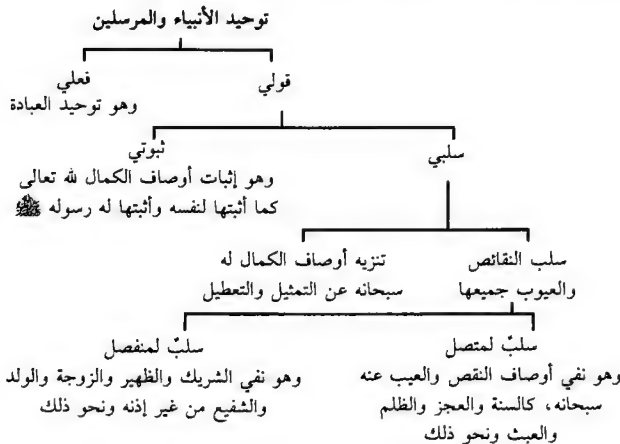 توحيد الأنبياء والمرسلين
قولي
فعلي
وهو توحيد العبادة
سلبي
ثبوتي
وهو إثبات أوصاف الكمال لله تعالى
كما أثبتها لنفسه وأثبتها له رسوله ﷺ
سلب النقائص
والعيوب جميعها
تنزيه أوصاف الكمال له
سبحانه عن التمثيل والتعطيل
سلبٌ لمتصل
وهو نفي أوصاف النقص والعيب عنه
سبحانه، كالسنة والعجز والظلم
والعبث ونحو ذلك
سلبٌ لمنفصل
وهو نفي الشريك والظهير والزوجة والولد
والشفيع من غير إذنه ونحو ذلك